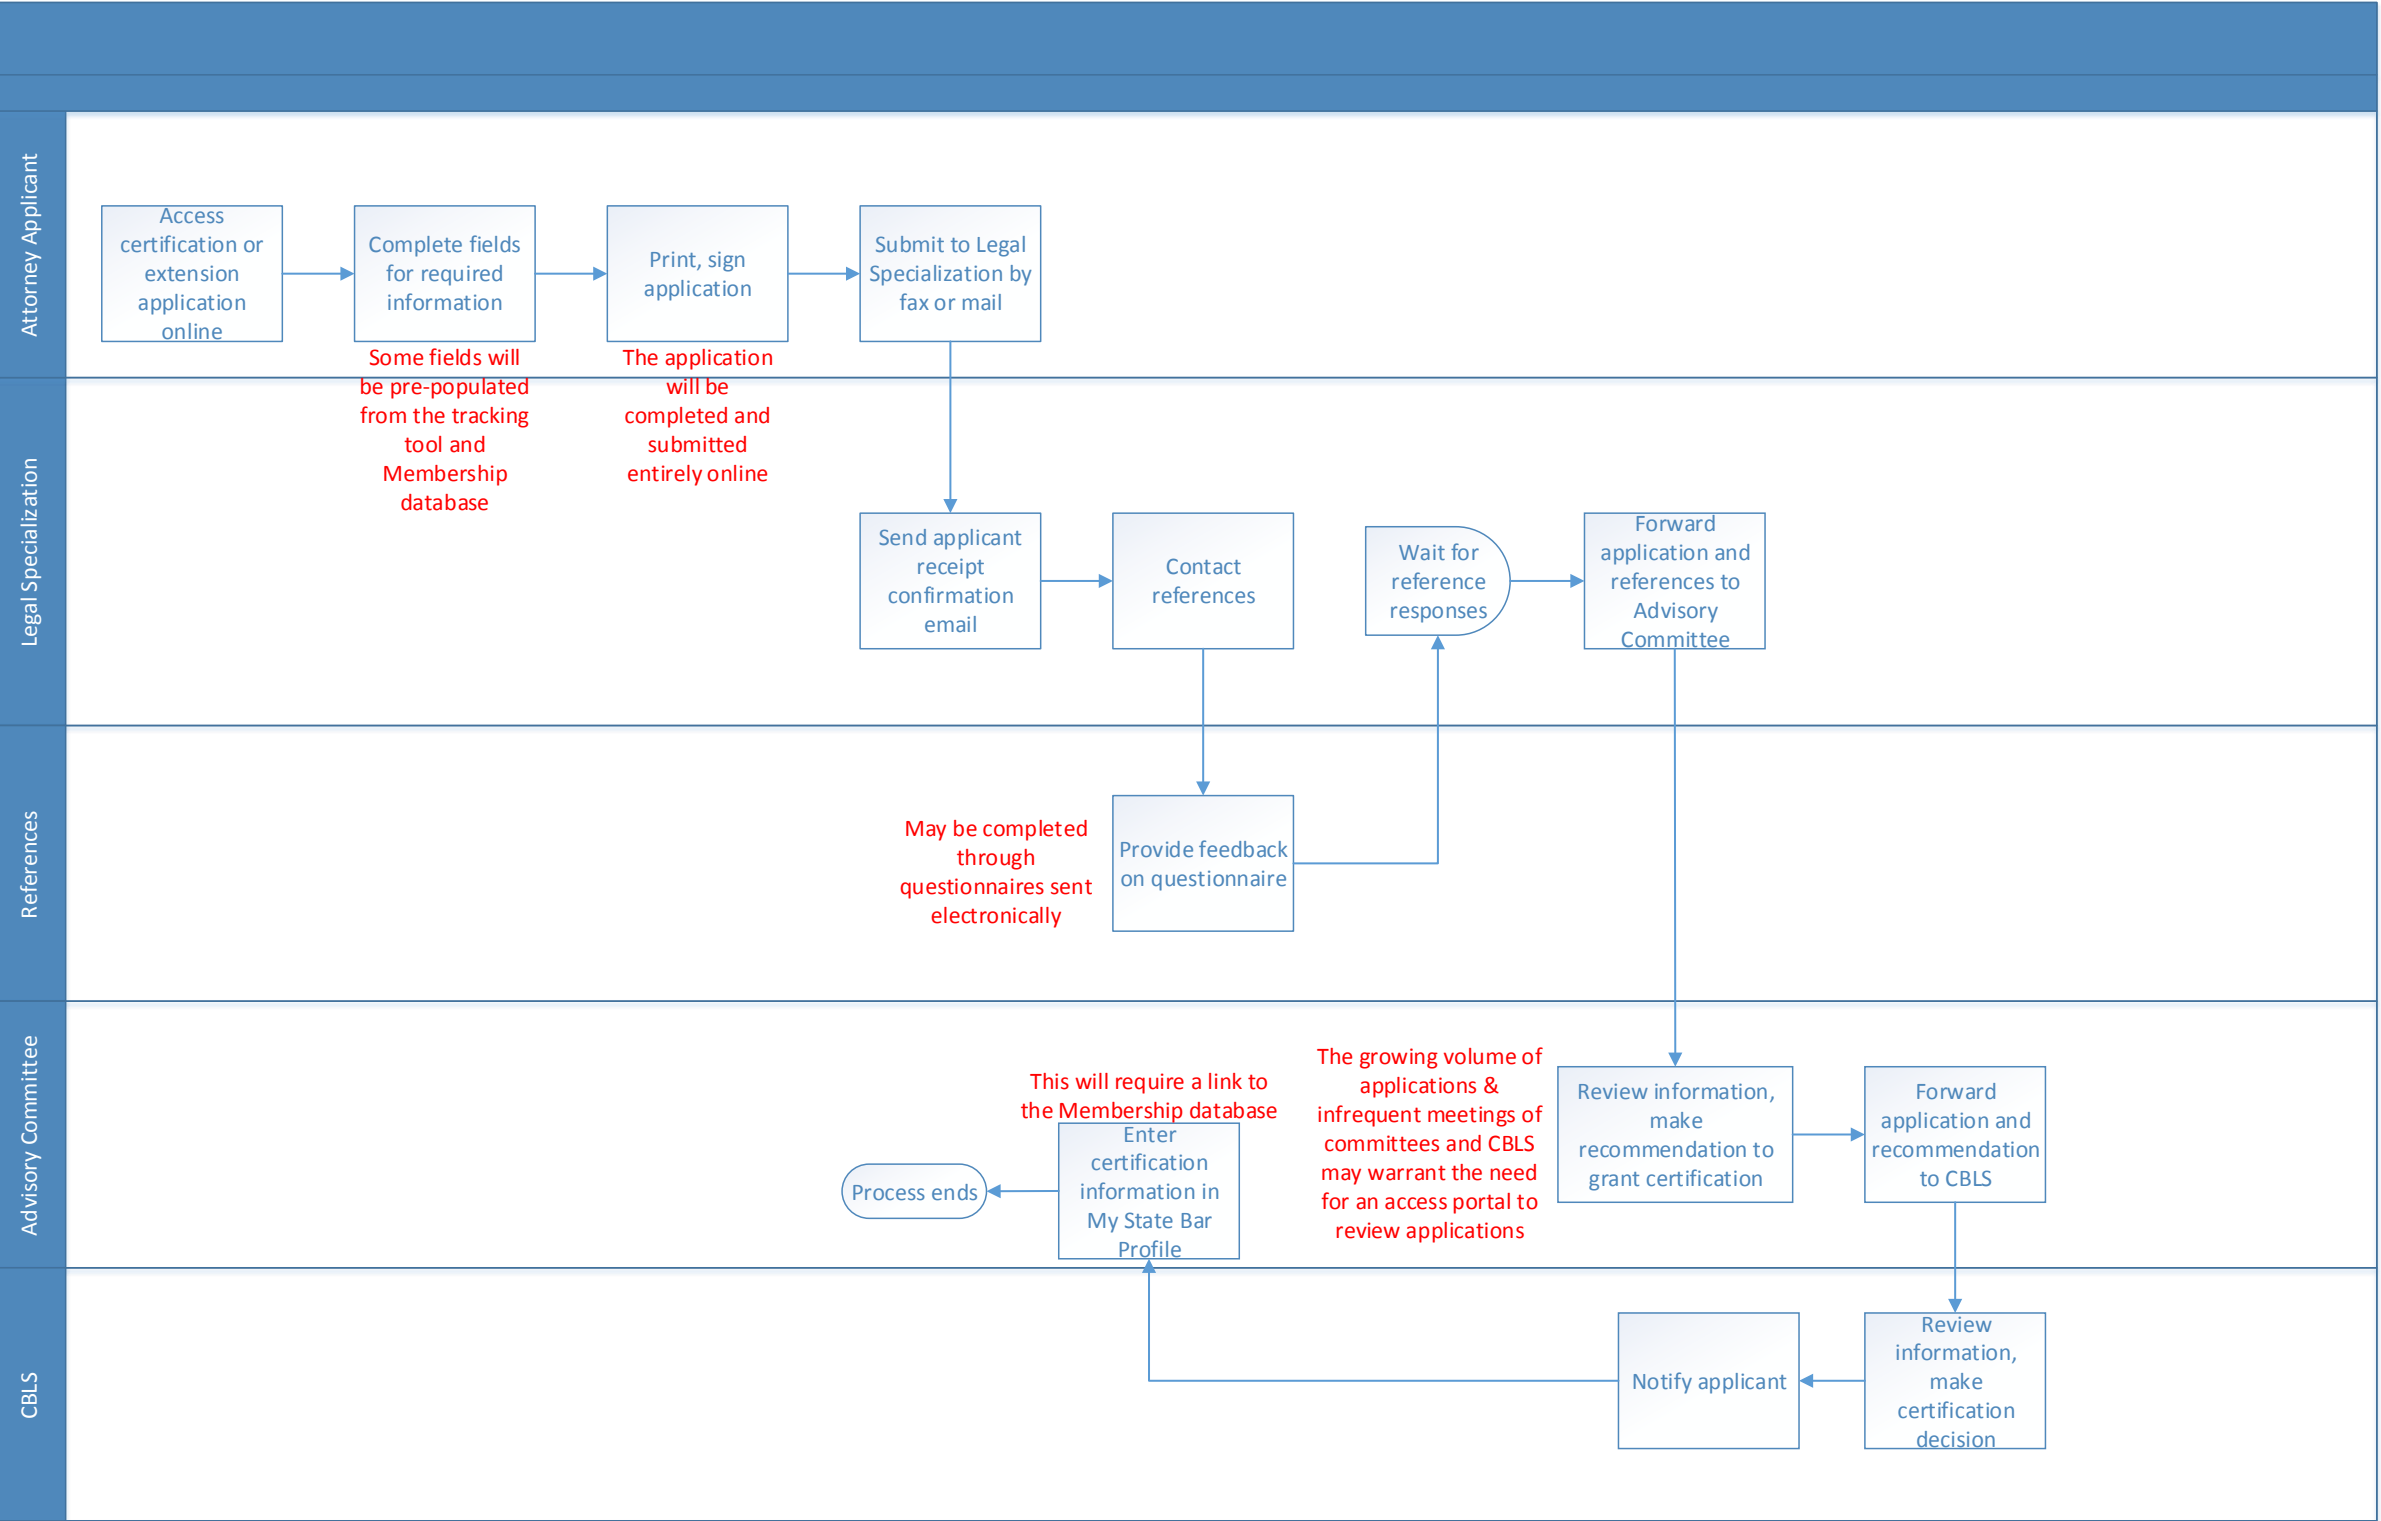 Attorney Applicant
Access
certification or
extension
application
online
Complete fields
for required
information
Print, sign
application
Submit to Legal
Specialization by
fax or mail
Some fields will
be pre-populated
from the tracking
tool and
Membership
database
The application
will be
completed and
submitted
entirely online
Legal Specialization
Send applicant
receipt
confirmation
email
Contact
references
Wait for
reference
responses
Forward
application and
references to
Advisory
Committee
References
May be completed
through
questionnaires sent
electronically
Provide feedback
on questionnaire
Advisory Committee
Process ends
This will require a link to
the Membership database
Enter
certification
information in
My State Bar
Profile
The growing volume of
applications &
infrequent meetings of
committees and CBLS
may warrant the need
for an access portal to
review applications
Review information,
make
recommendation to
grant certification
Forward
application and
recommendation
to CBLS
CBLS
Notify applicant
Review
information,
make
certification
decision